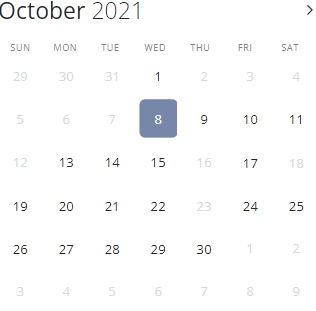 October 2021
SUN MON TUE WED THU FRI SAT
29 30 31 1 2 3 4
5 6 7 8 9 10 11
12 13 14 15 16 17 18
19 20 21 22 23 24 25
26 27 28 29 30 1 2
3 4 5 6 7 8 9